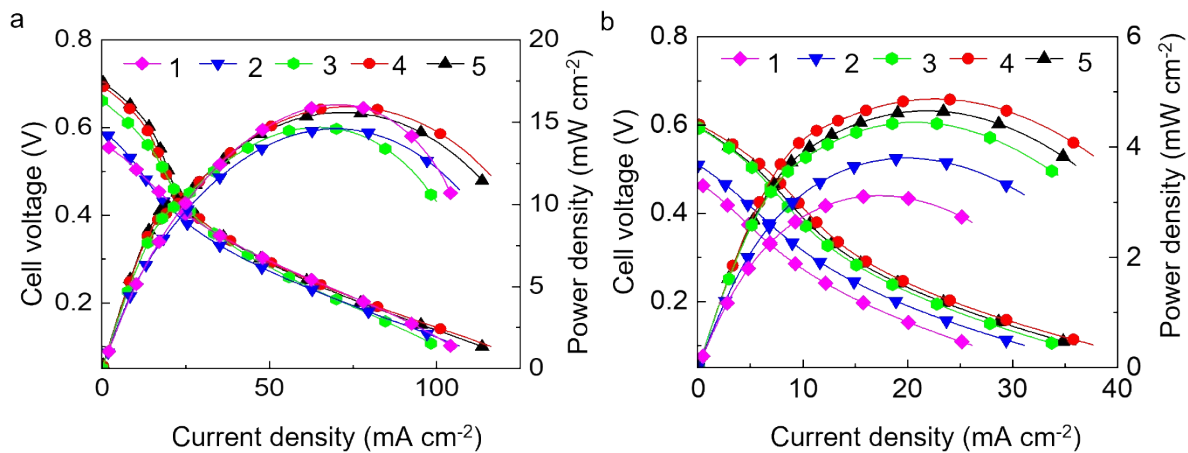 a
0.8
0.6
0.4
0.2
Cell voltage (V)
1 2 3 4 5
20
15
10
5
0
Power density (mW cm-2)
0 50 100
Current density (mA cm-2)
b
0.8
0.6
0.4
0.2
Cell voltage (V)
1 2 3 4 5
6
4
2
0
Power density (mW cm-2)
0 10 20 30 40
Current density (mA cm-2)